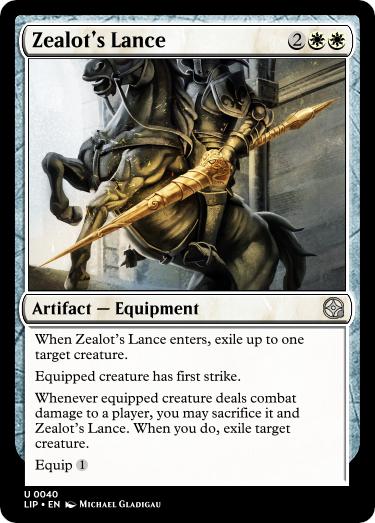 Zealot's Lance 2
Artifact — Equipment
When Zealot's Lance enters, exile up to one
target creature.
Equipped creature has first strike.
Whenever equipped creature deals combat
damage to a player, you may sacrifice it and
Zealot's Lance. When you do, exile target
creature.
Equip 1
U 0040
LIP • EN Michael Gladigau